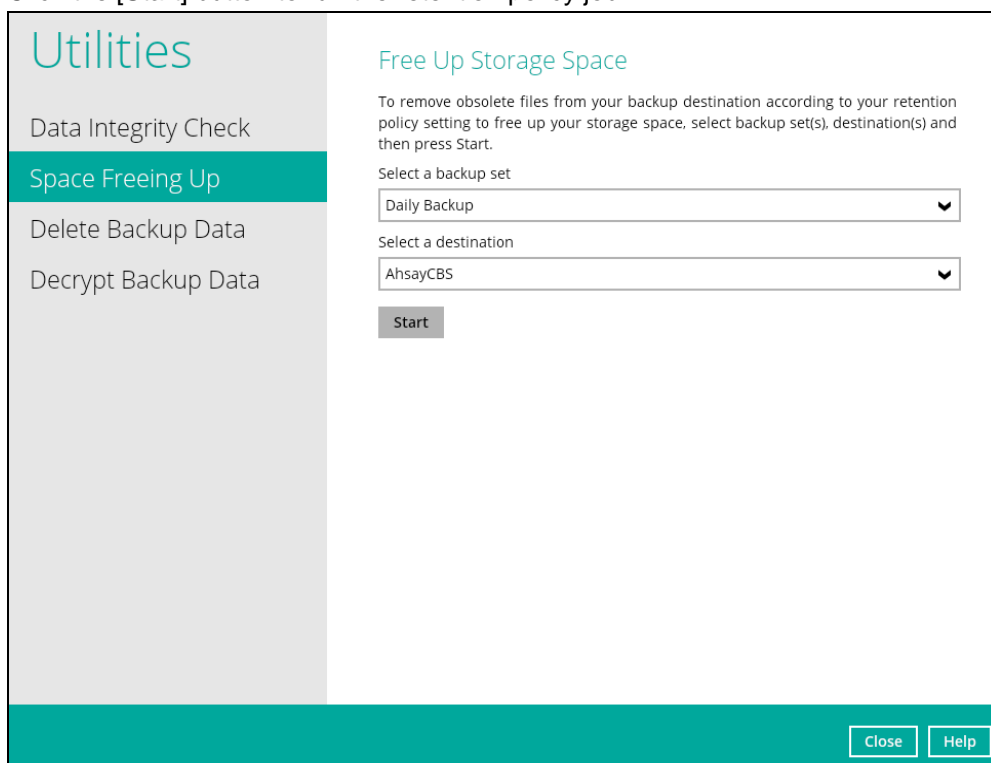 Utilities
Data Integrity Check
Space Freeing Up
Delete Backup Data
Decrypt Backup Data
Free Up Storage Space
To remove obsolete files from your backup destination according to your retention
policy setting to free up your storage space, select backup set(s), destination(s) and
then press Start.
Select a backup set
Daily Backup
Select a destination
AhsayCBS
Start
Close
Help